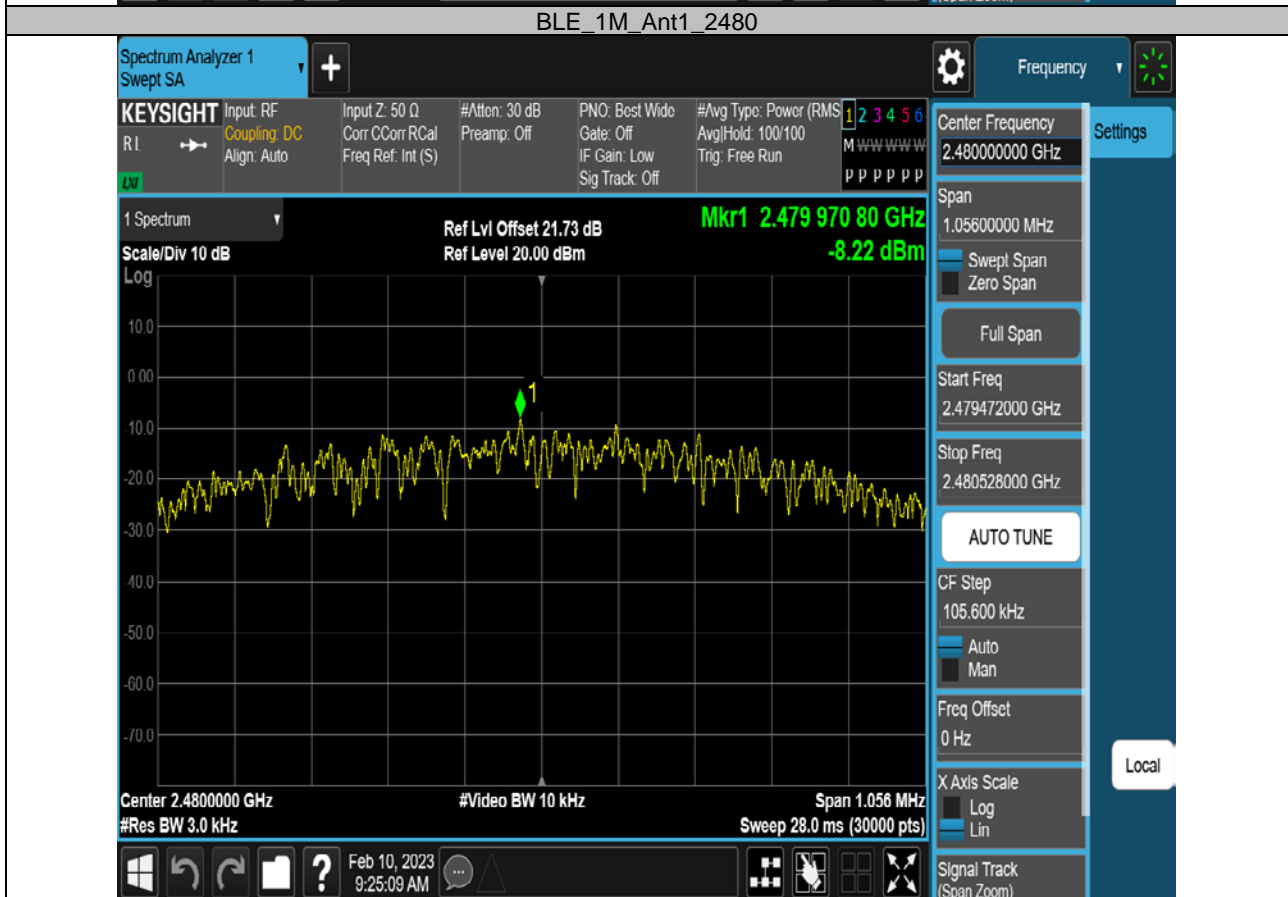 (Span Zoom)
BLE_1M_Ant1_2480
Spectrum Analyzer 1
Swept SA
Frequency
KEYSIGHT
RL
LXI
Input: RF
Coupling: DC
Align: Auto
Input Z: 50 Ω
Corr CCorr RCal
Freq Ref: Int (S)
#Atten: 30 dB
Preamp: Off
PNO: Best Wide
Gate: Off
IF Gain: Low
Sig Track: Off
#Avg Type: Power (RMS
Avg|Hold: 100/100
Trig: Free Run
1 2 3 4 5 6
M W W W W W
P P P P P P
1 Spectrum
Scale/Div 10 dB
Log
Ref Lvl Offset 21.73 dB
Ref Level 20.00 dBm
Mkr1 2.479 970 80 GHz
-8.22 dBm
10.0
0.00
-10.0
-20.0
-30.0
-40.0
-50.0
-60.0
-70.0
1
Center 2.4800000 GHz
#Res BW 3.0 kHz
#Video BW 10 kHz
Span 1.056 MHz
Sweep 28.0 ms (30000 pts)
Feb 10, 2023
9:25:09 AM
Center Frequency
2.480000000 GHz
Settings
Span
1.05600000 MHz
Swept Span
Zero Span
Full Span
Start Freq
2.479472000 GHz
Stop Freq
2.480528000 GHz
AUTO TUNE
CF Step
105.600 kHz
Auto
Man
Freq Offset
0 Hz
X Axis Scale
Log
Lin
Local
Signal Track
(Span Zoom)